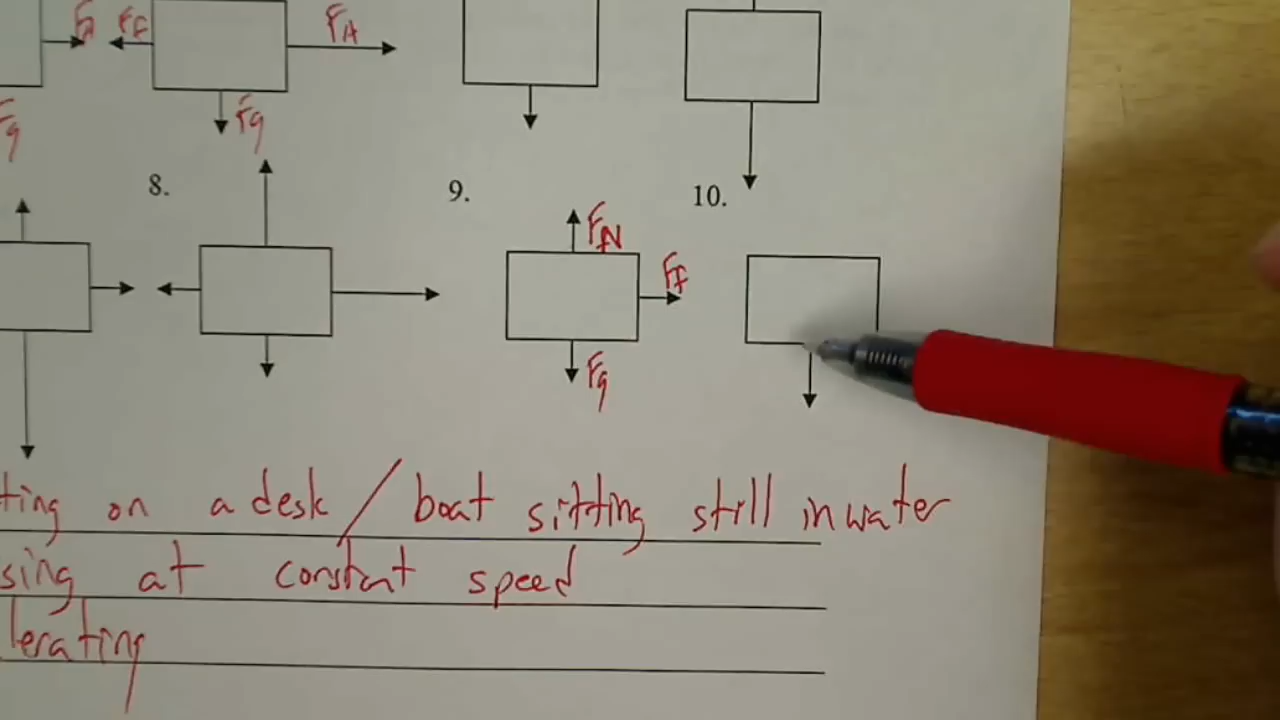 FA FF FA
Fg Fg
8. 9. 10.
FN
Ff
Fg
ting on a desk / boat sitting still in water
sing at constant speed
lerating